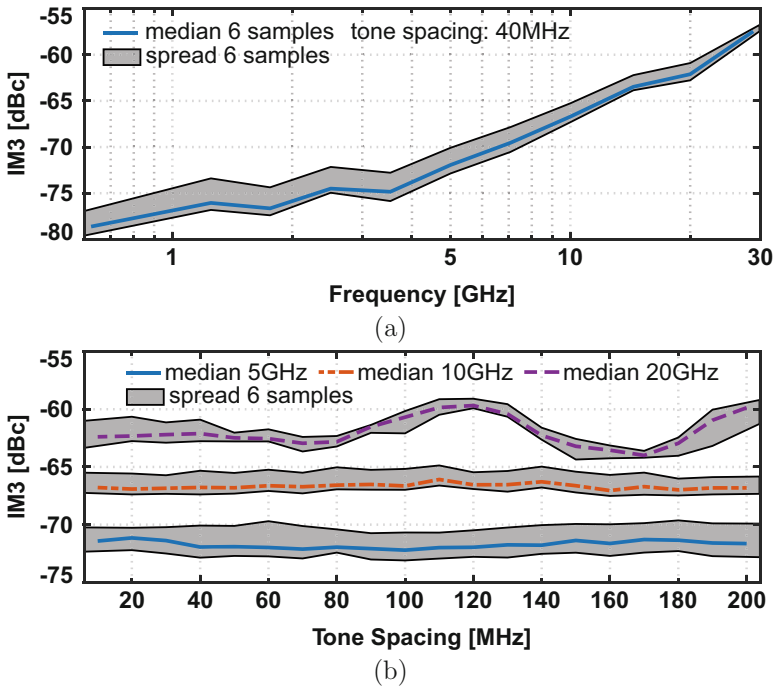 -55
-60
-65
-70
-75
-80
IM3 [dBc]
median 6 samples tone spacing: 40MHz
spread 6 samples
1 5 10 30
Frequency [GHz]
(a)
-55
-60
-65
-70
-75
IM3 [dBc]
median 5GHz median 10GHz median 20GHz
spread 6 samples
20 40 60 80 100 120 140 160 180 200
Tone Spacing [MHz]
(b)